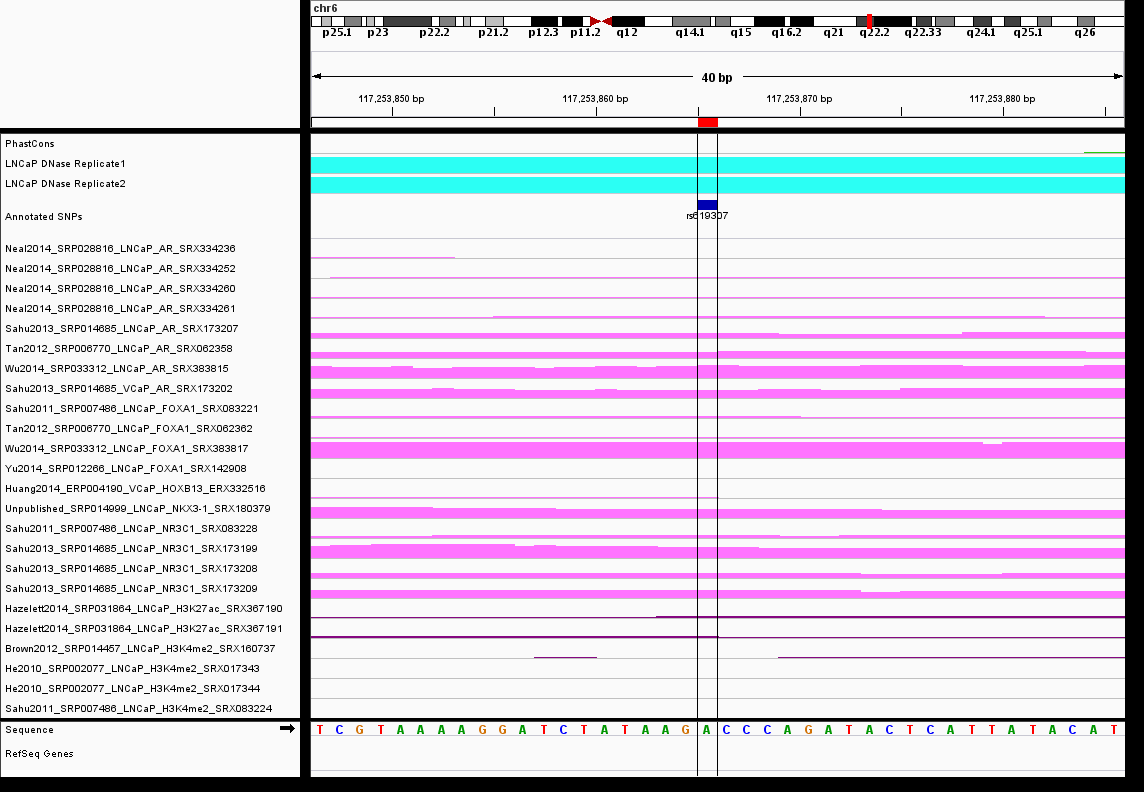 chr6
p25.1 p23 p22.2 p21.2 p12.3 p11.2 q12 q14.1 q15 q16.2 q21 q22.2 q22.33 q24.1 q25.1 q26
40 bp
117,253,850 bp 117,253,860 bp 117,253,870 bp 117,253,880 bp
PhastCons
LNCaP DNase Replicate1
LNCaP DNase Replicate2
Annotated SNPs
Neal2014_SRP028816_LNCaP_AR_SRX334236
Neal2014_SRP028816_LNCaP_AR_SRX334252
Neal2014_SRP028816_LNCaP_AR_SRX334260
Neal2014_SRP028816_LNCaP_AR_SRX334261
Sahu2013_SRP014685_LNCaP_AR_SRX173207
Tan2012_SRP006770_LNCaP_AR_SRX062358
Wu2014_SRP033312_LNCaP_AR_SRX383815
Sahu2013_SRP014685_VCaP_AR_SRX173202
Sahu2011_SRP007486_LNCaP_FOXA1_SRX083221
Tan2012_SRP006770_LNCaP_FOXA1_SRX062362
Wu2014_SRP033312_LNCaP_FOXA1_SRX383817
Yu2014_SRP012266_LNCaP_FOXA1_SRX142908
Huang2014_ERP004190_VCaP_HOXB13_ERX332516
Unpublished_SRP014999_LNCaP_NKX3-1_SRX180379
Sahu2011_SRP007486_LNCaP_NR3C1_SRX083228
Sahu2013_SRP014685_LNCaP_NR3C1_SRX173199
Sahu2013_SRP014685_LNCaP_NR3C1_SRX173208
Sahu2013_SRP014685_LNCaP_NR3C1_SRX173209
Hazelett2014_SRP031864_LNCaP_H3K27ac_SRX367190
Hazelett2014_SRP031864_LNCaP_H3K27ac_SRX367191
Brown2012_SRP014457_LNCaP_H3K4me2_SRX160737
He2010_SRP002077_LNCaP_H3K4me2_SRX017343
He2010_SRP002077_LNCaP_H3K4me2_SRX017344
Sahu2011_SRP007486_LNCaP_H3K4me2_SRX083224
Sequence T C G T A A A A G G A T C T A T A A G A C C C A G A T A C T C A T T A T A C A T
RefSeq Genes